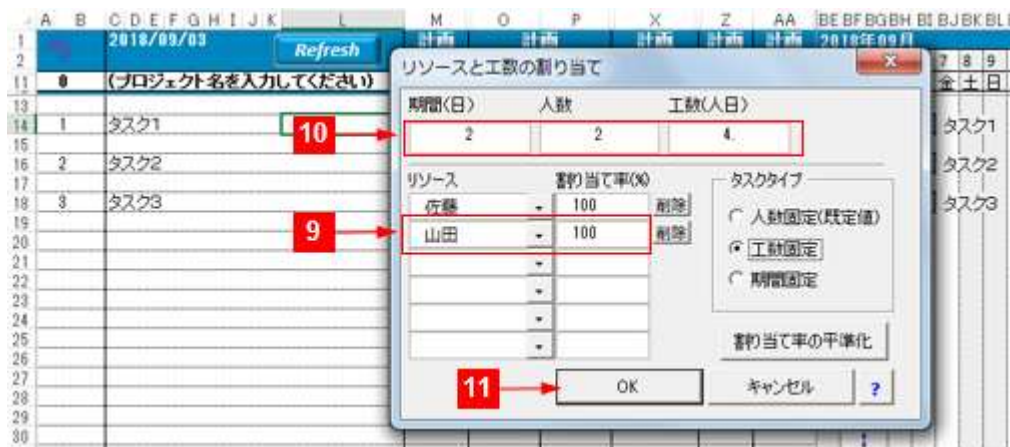 A B C D E F G H I J K L M O P X Z AA BE BF BG BH BI BJ BK BL
1 2018/09/03 Refresh 計画 計画 計画 計画 計画 2018年09月
2 7 8 9
11 0 (プロジェクト名を入力してください) 金 土 日
13
14 1 タスク1 タスク1
15
16 2 タスク2 タスク2
17
18 3 タスク3 タスク3
19
20
21
22
23
24
25
26
27
28
29
30
リソースと工数の割り当て
期間(日) 人数 工数(人日)
10 2 2 4.
リソース 割り当て率(%) タスクタイプ
佐藤 100 削除
人数固定(既定値)
9 山田 100 削除
工数固定
期間固定
割り当て率の平準化
11 OK キャンセル ?